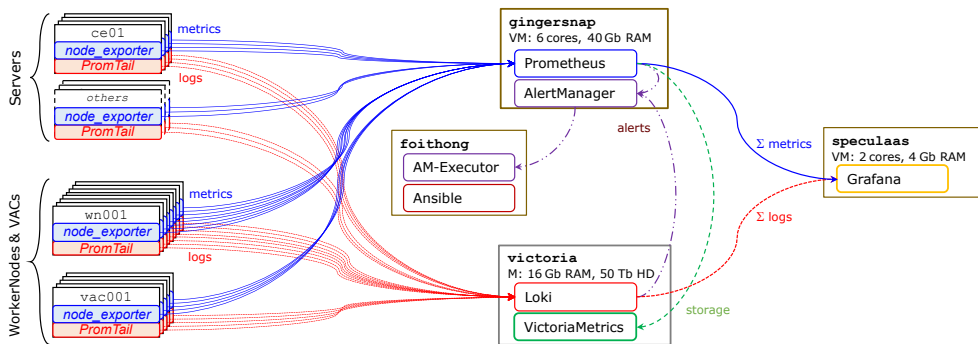 Servers
ce01
node_exporter
PromTail
others
node_exporter
PromTail
metrics
logs
WorkerNodes & VACs
wn001
node_exporter
PromTail
vac001
node_exporter
PromTail
metrics
logs
gingersnap
VM: 6 cores, 40 Gb RAM
Prometheus
AlertManager
alerts
foithong
AM-Executor
Ansible
victoria
M: 16 Gb RAM, 50 Tb HD
Loki
VictoriaMetrics
storage
Σ metrics
Σ logs
speculaas
VM: 2 cores, 4 Gb RAM
Grafana